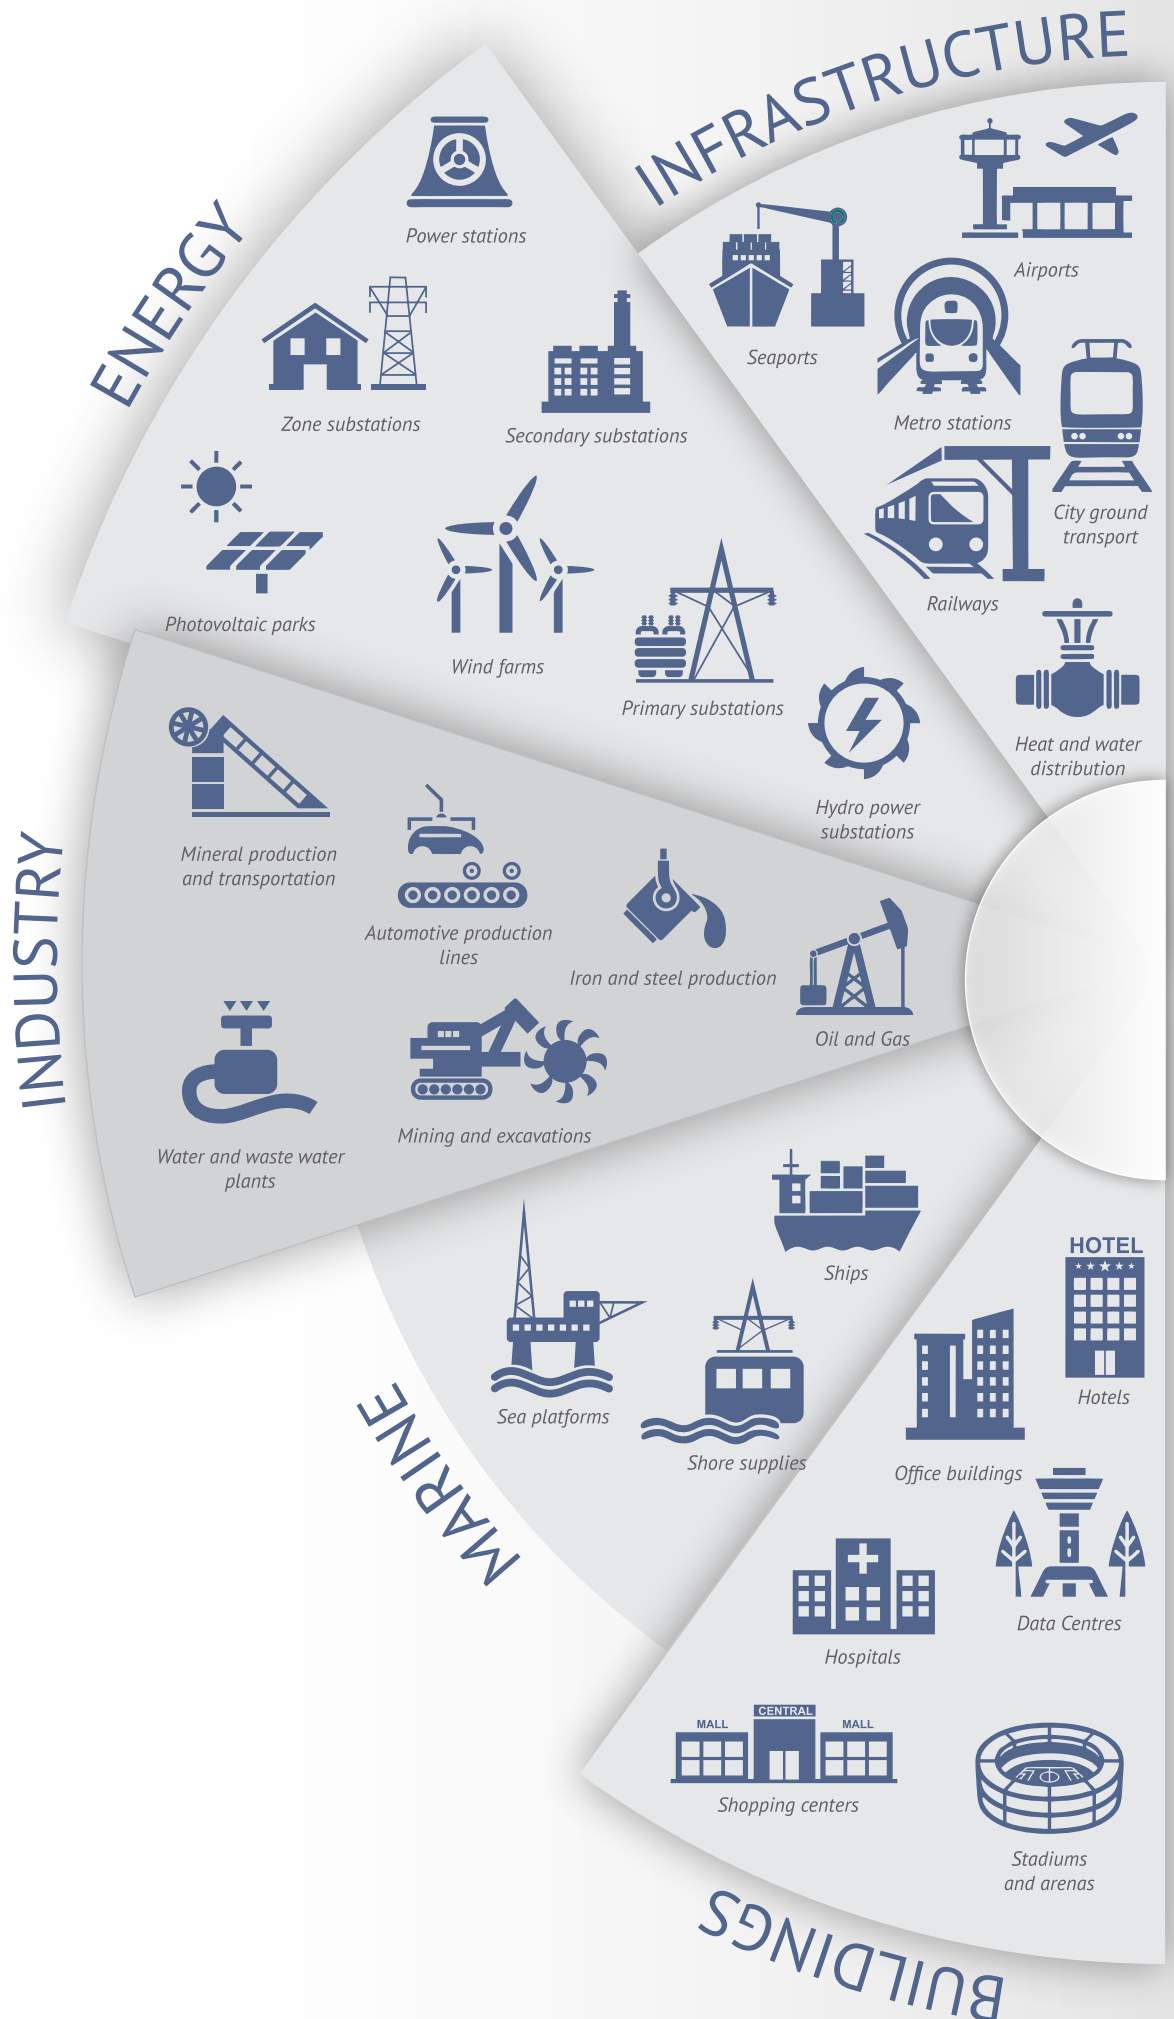 INFRASTRUCTURE
Airports
Seaports
Metro stations
City ground
transport
Railways
Heat and water
distribution
ENERGY
Power stations
Zone substations
Secondary substations
Photovoltaic parks
Wind farms
Primary substations
Hydro power
substations
INDUSTRY
Mineral production
and transportation
Automotive production
lines
Iron and steel production
Oil and Gas
Water and waste water
plants
Mining and excavations
MARINE
Ships
Sea platforms
Shore supplies
BUILDINGS
HOTEL
Hotels
Office buildings
Data Centres
Hospitals
MALL
CENTRAL
MALL
Shopping centers
Stadiums
and arenas